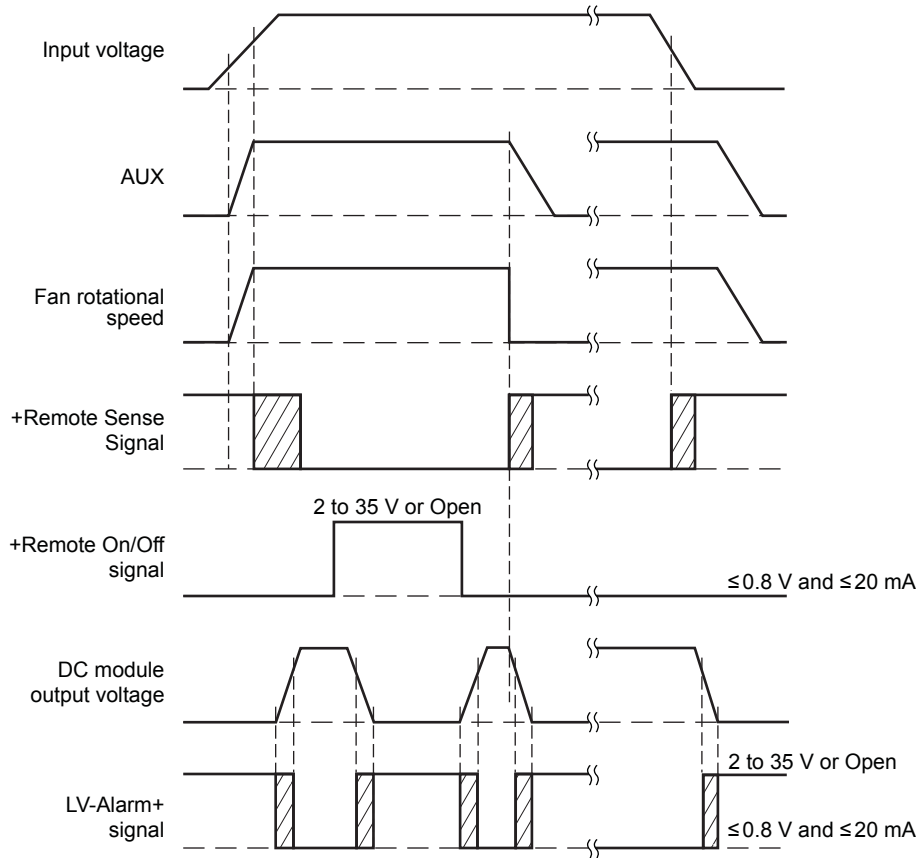 Input voltage
AUX
Fan rotational
speed
+Remote Sense
Signal
2 to 35 V or Open
+Remote On/Off
signal
≤0.8 V and ≤20 mA
DC module
output voltage
2 to 35 V or Open
LV-Alarm+
signal
≤0.8 V and ≤20 mA